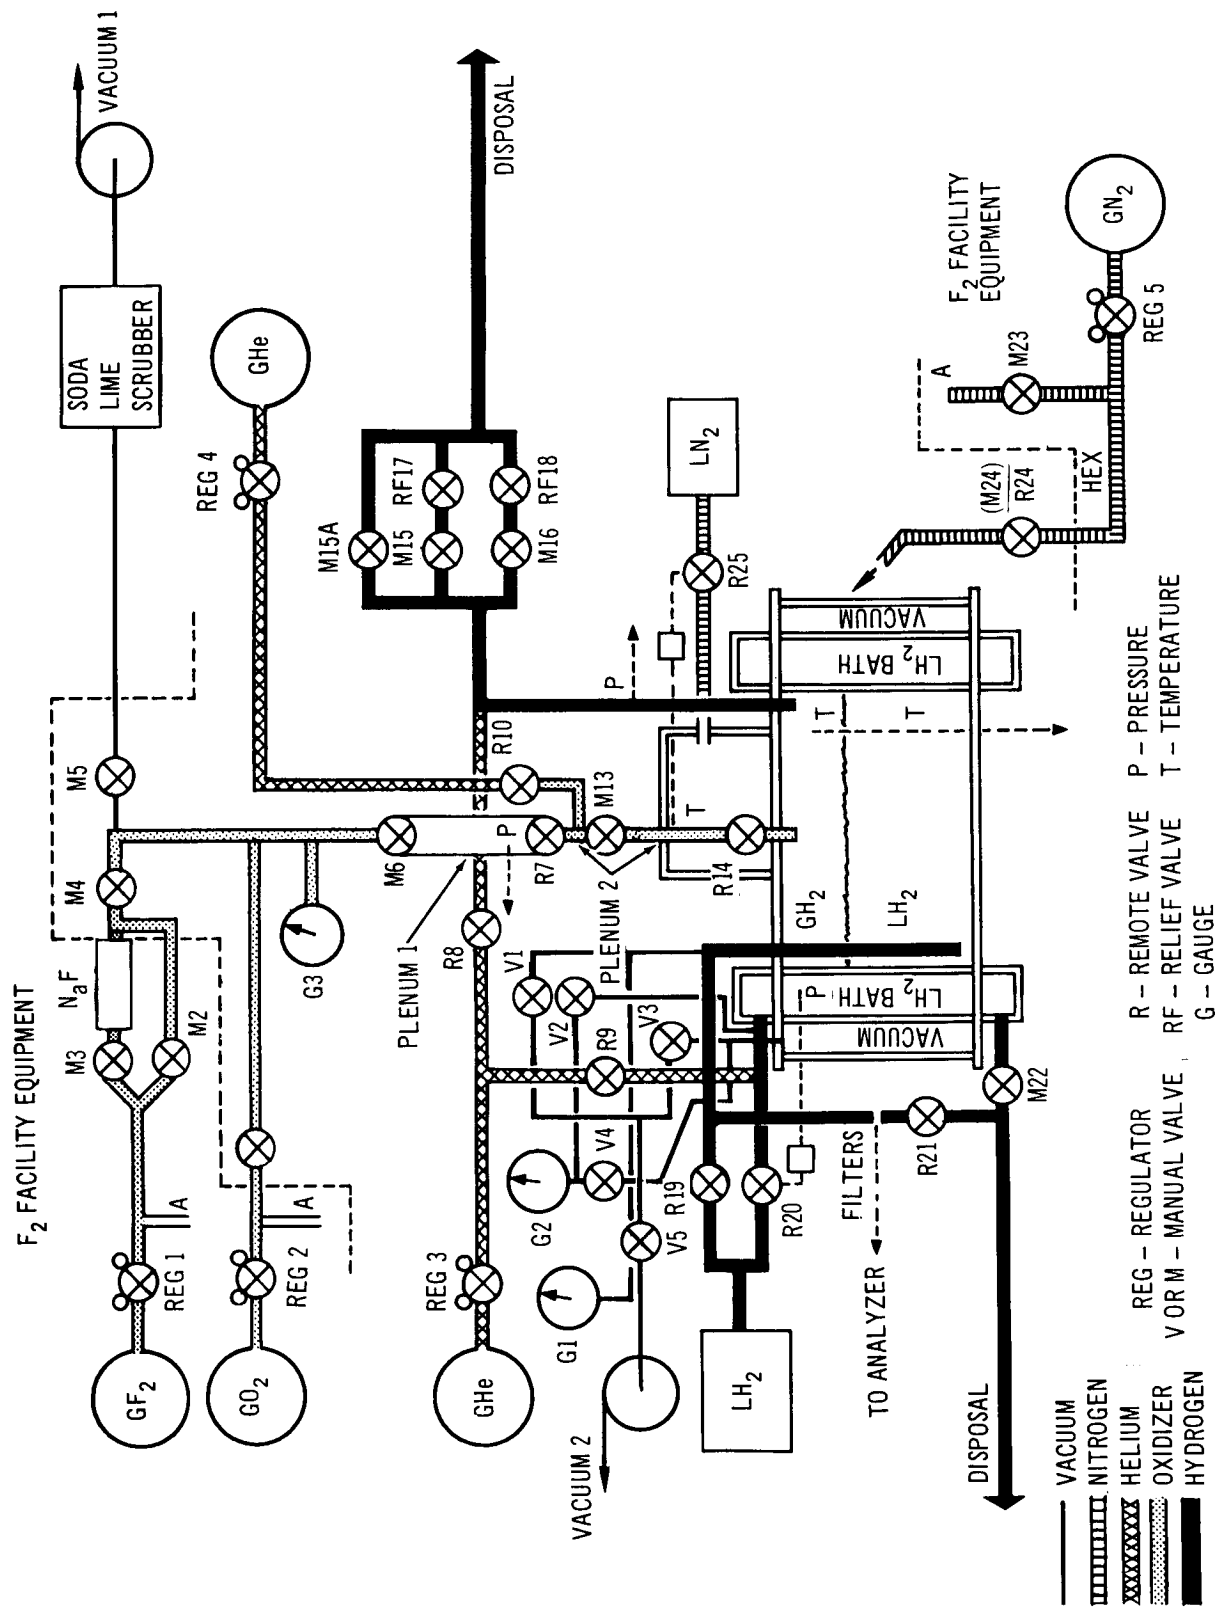 F2 FACILITY EQUIPMENT
VACUUM 1
SODA
LIME
SCRUBBER
M5
M4
NaF
M3
M2
A
REG 1
GF2
GHe
REG 4
G3
A
REG 2
GO2
DISPOSAL
M15A
RF17
M15
RF18
M16
R10
M6
PLENUM 1
P
R7
M13
R8
REG 3
GHe
LN2
R25
P
T
R14
PLENUM 2
V1
V2
V3
R9
V4
G2
G1
V5
VACUUM 2
F2 FACILITY
EQUIPMENT
GN2
REG 5
M23
A
(M24)
R24
HEX
VACUUM
LH2 BATH
T
T
GH2
LH2
P
LH2 BATH
VACUUM
R19
R20
LH2
FILTERS
R21
M22
TO ANALYZER
DISPOSAL
VACUUM
NITROGEN
HELIUM
OXIDIZER
HYDROGEN
REG – REGULATOR
R – REMOTE VALVE
P – PRESSURE
V OR M – MANUAL VALVE
RF – RELIEF VALVE
T – TEMPERATURE
G – GAUGE